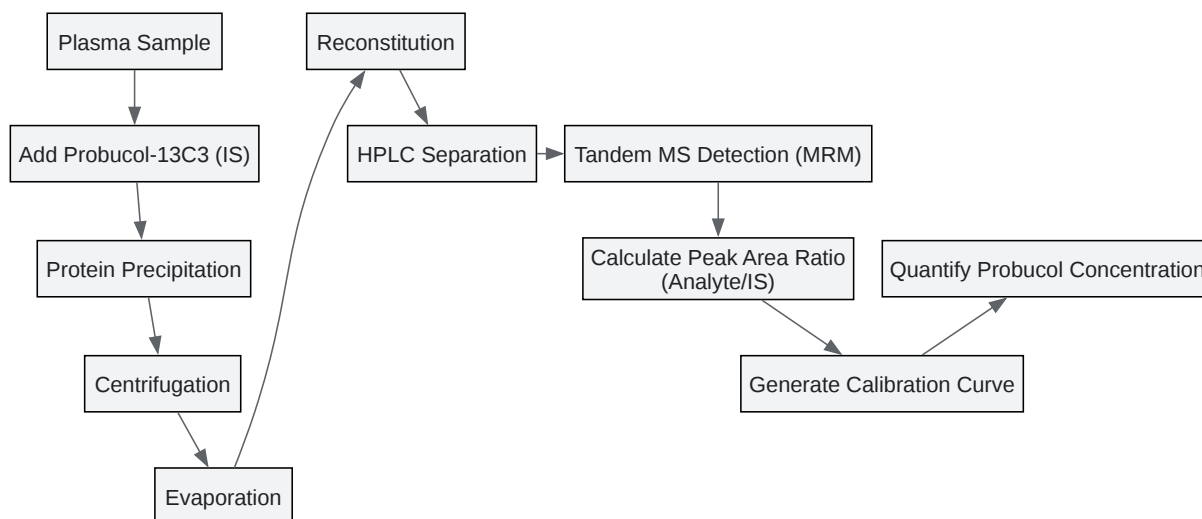 Plasma Sample
Add Probucol-13C3 (IS)
Protein Precipitation
Centrifugation
Evaporation
Reconstitution
HPLC Separation
Tandem MS Detection (MRM)
Calculate Peak Area Ratio
(Analyte/IS)
Generate Calibration Curve
Quantify Probucol Concentration